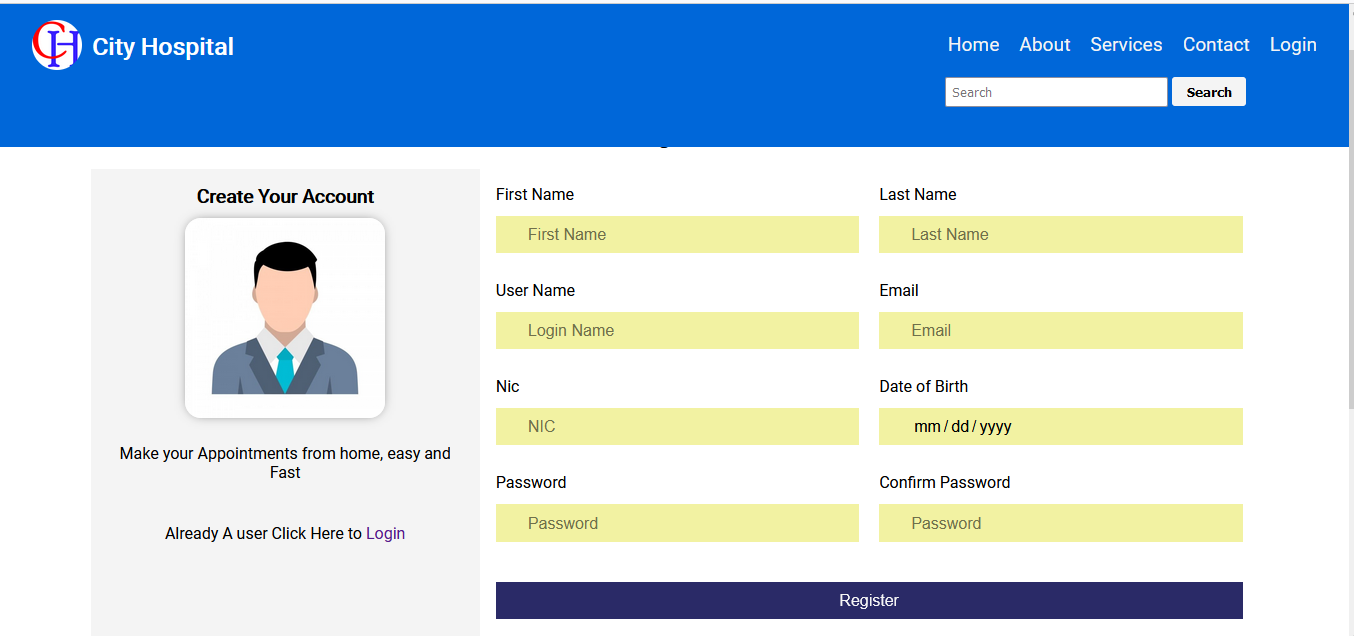 CH City Hospital
Home About Services Contact Login
Search Search
Create Your Account
Make your Appointments from home, easy and
Fast
Already A user Click Here to Login
First Name Last Name
First Name Last Name
User Name Email
Login Name Email
Nic Date of Birth
NIC mm/dd/yyyy
Password Confirm Password
Password Password
Register